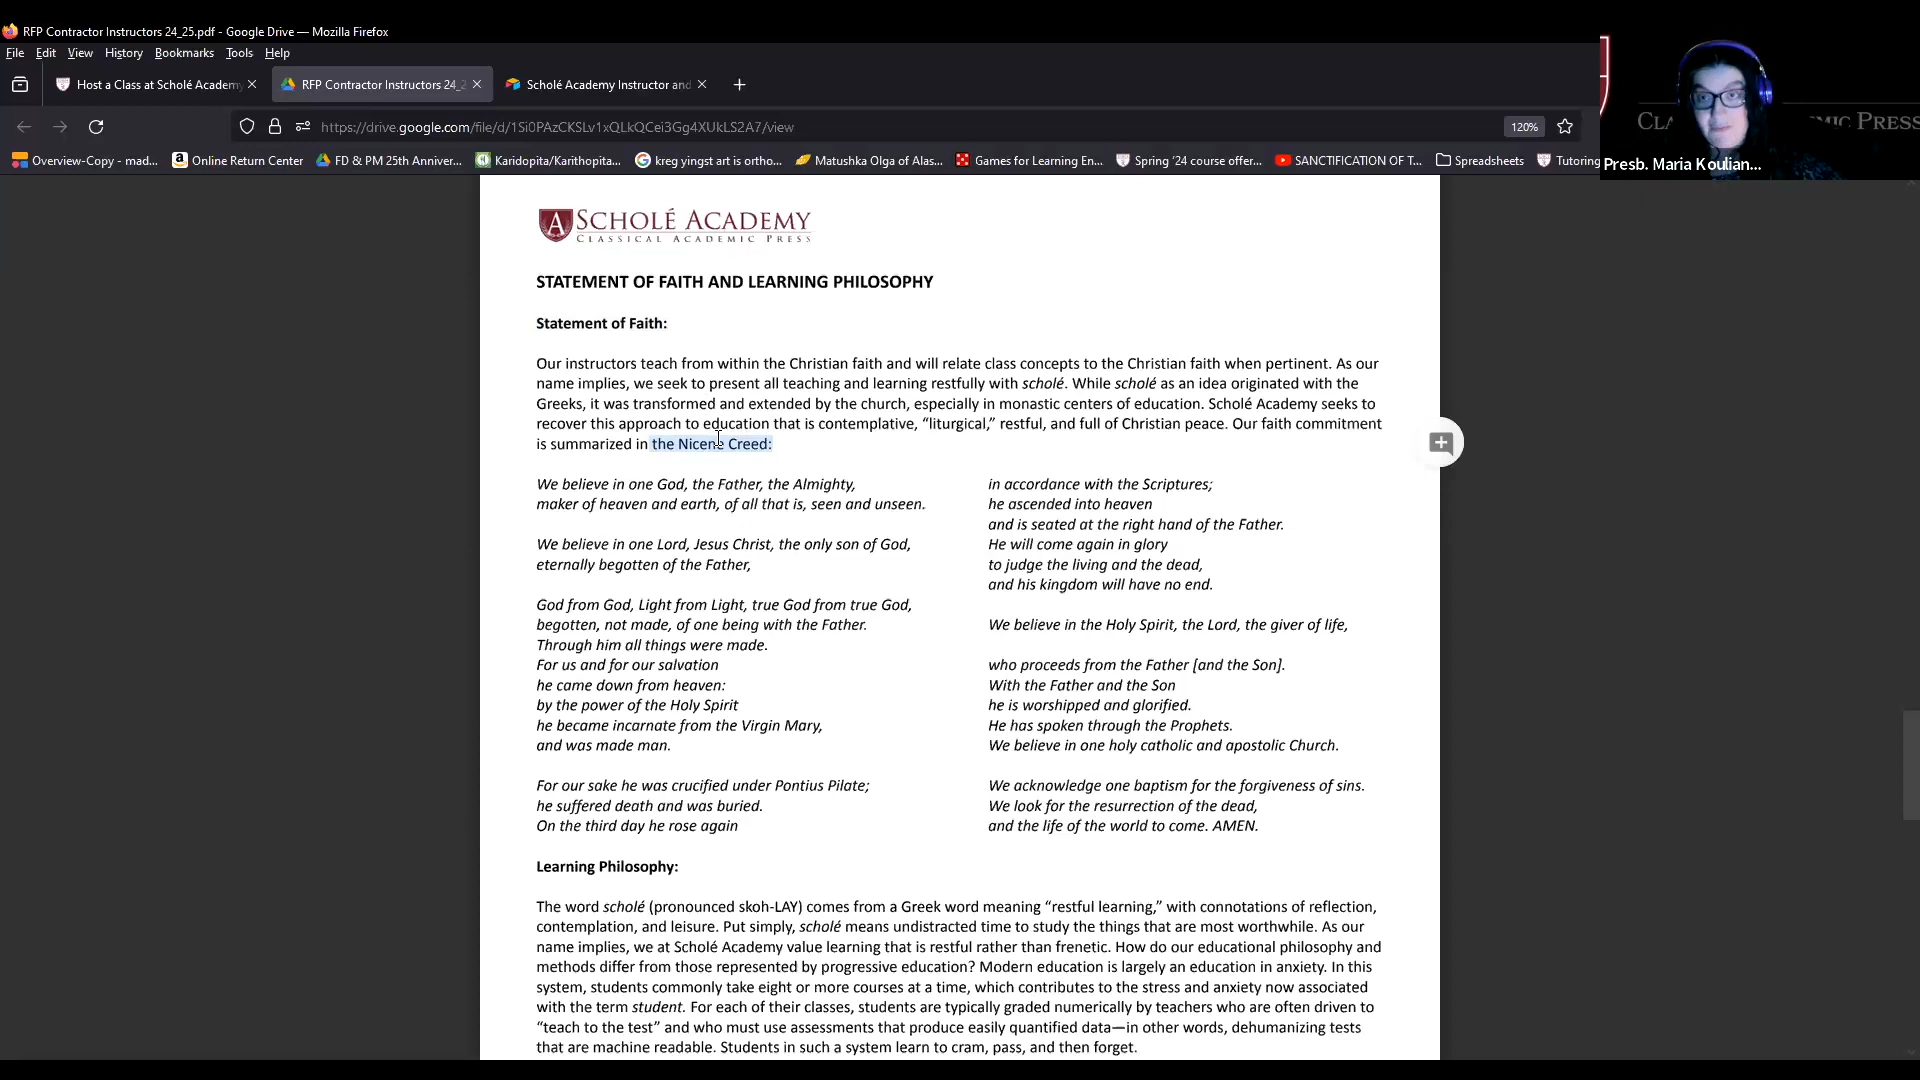 RFP Contractor Instructors 24_25.pdf - Google Drive — Mozilla Firefox
File Edit View History Bookmarks Tools Help
Host a Class at Scholé Academy
RFP Contractor Instructors 24_2
Scholé Academy Instructor and
https://drive.google.com/file/d/1Si0PAzCKSLv1xQLkQCei3Gg4XUkLS2A7/view
120%
Overview-Copy - mad...
Online Return Center
FD & PM 25th Anniver...
Karidopita/Karithopita...
kreg yingst art is ortho...
Matushka Olga of Alas...
Games for Learning En...
Spring '24 course offer...
SANCTIFICATION OF T...
Spreadsheets
Tutoring
Presb. Maria Koulian...
SCHOLÉ ACADEMY
CLASSICAL ACADEMIC PRESS
STATEMENT OF FAITH AND LEARNING PHILOSOPHY
Statement of Faith:
Our instructors teach from within the Christian faith and will relate class concepts to the Christian faith when pertinent. As our
name implies, we seek to present all teaching and learning restfully with scholé. While scholé as an idea originated with the
Greeks, it was transformed and extended by the church, especially in monastic centers of education. Scholé Academy seeks to
recover this approach to education that is contemplative, “liturgical,” restful, and full of Christian peace. Our faith commitment
is summarized in the Nicene Creed:
We believe in one God, the Father, the Almighty,
maker of heaven and earth, of all that is, seen and unseen.
We believe in one Lord, Jesus Christ, the only son of God,
eternally begotten of the Father,
God from God, Light from Light, true God from true God,
begotten, not made, of one being with the Father.
Through him all things were made.
For us and for our salvation
he came down from heaven:
by the power of the Holy Spirit
he became incarnate from the Virgin Mary,
and was made man.
For our sake he was crucified under Pontius Pilate;
he suffered death and was buried.
On the third day he rose again
in accordance with the Scriptures;
he ascended into heaven
and is seated at the right hand of the Father.
He will come again in glory
to judge the living and the dead,
and his kingdom will have no end.
We believe in the Holy Spirit, the Lord, the giver of life,
who proceeds from the Father [and the Son].
With the Father and the Son
he is worshipped and glorified.
He has spoken through the Prophets.
We believe in one holy catholic and apostolic Church.
We acknowledge one baptism for the forgiveness of sins.
We look for the resurrection of the dead,
and the life of the world to come. AMEN.
Learning Philosophy:
The word scholé (pronounced skoh-LAY) comes from a Greek word meaning “restful learning,” with connotations of reflection,
contemplation, and leisure. Put simply, scholé means undistracted time to study the things that are most worthwhile. As our
name implies, we at Scholé Academy value learning that is restful rather than frenetic. How do our educational philosophy and
methods differ from those represented by progressive education? Modern education is largely an education in anxiety. In this
system, students commonly take eight or more courses at a time, which contributes to the stress and anxiety now associated
with the term student. For each of their classes, students are typically graded numerically by teachers who are often driven to
“teach to the test” and who must use assessments that produce easily quantified data—in other words, dehumanizing tests
that are machine readable. Students in such a system learn to cram, pass, and then forget.